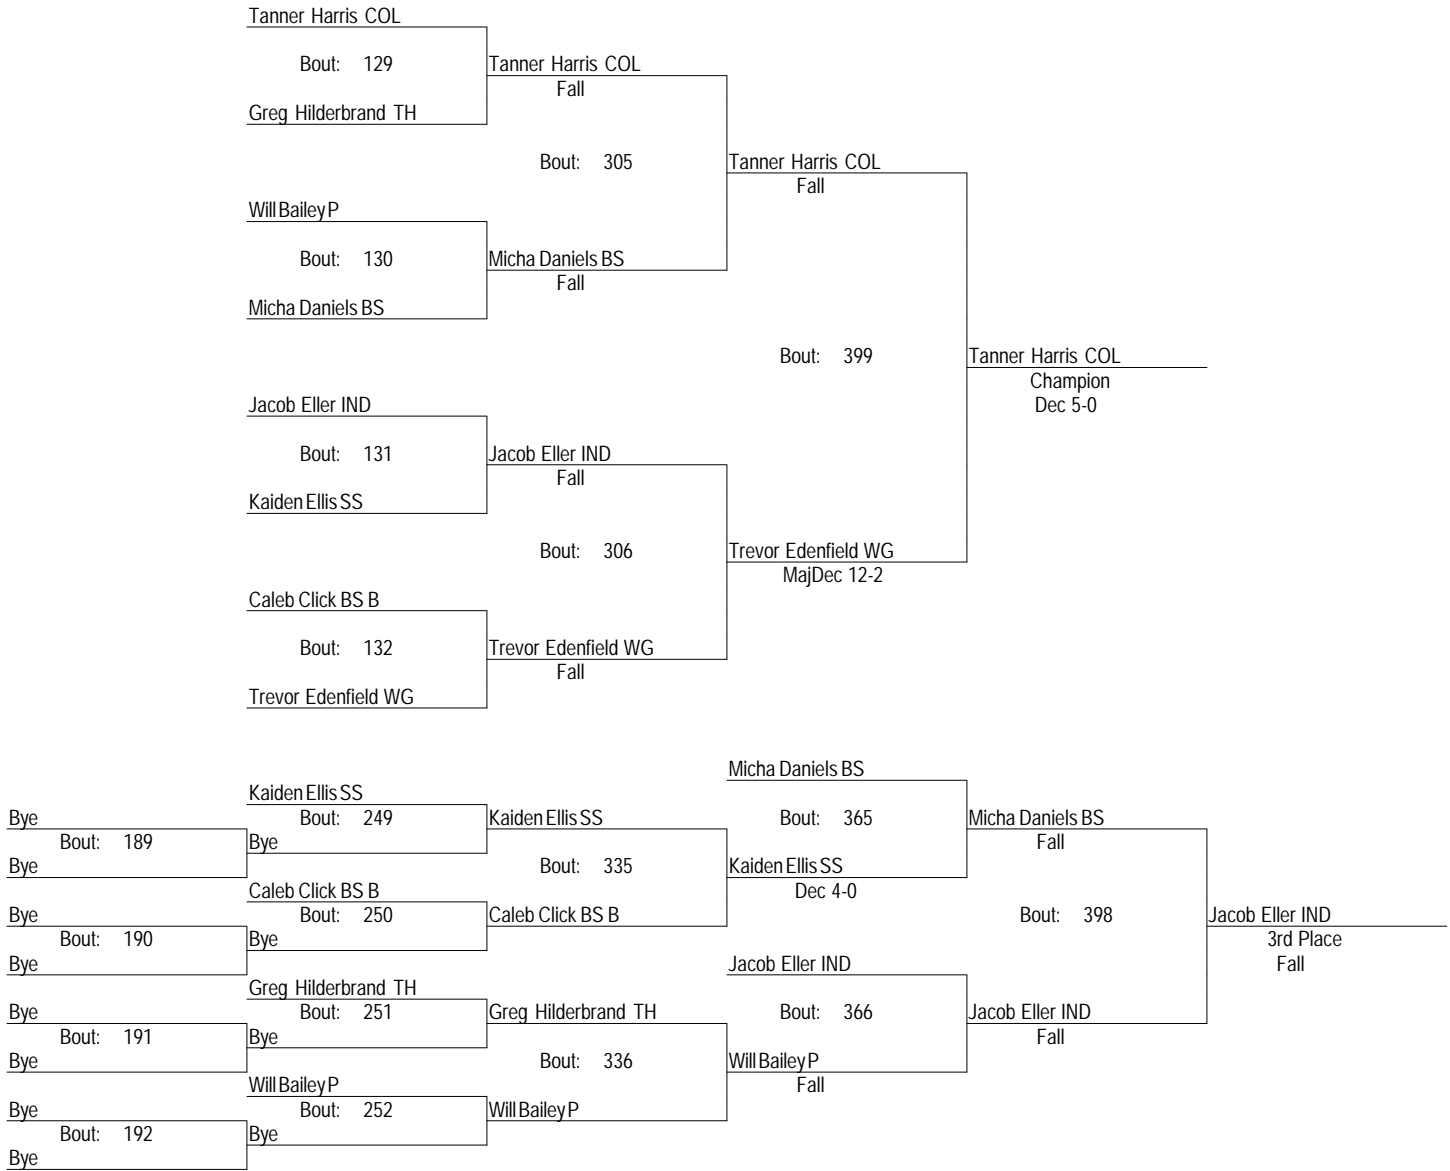 Tanner Harris COL
Bout: 129
Tanner Harris COL
Fall
Greg Hilderbrand TH
Bout: 305
Tanner Harris COL
Fall
Will Bailey P
Bout: 130
Micha Daniels BS
Fall
Micha Daniels BS
Bout: 399
Tanner Harris COL
Champion
Dec 5-0
Jacob Eller IND
Bout: 131
Jacob Eller IND
Fall
Kaiden Ellis SS
Bout: 306
Trevor Edenfield WG
MajDec 12-2
Caleb Click BS B
Bout: 132
Trevor Edenfield WG
Fall
Trevor Edenfield WG
Micha Daniels BS
Kaiden Ellis SS
Bye
Bout: 249
Kaiden Ellis SS
Bout: 365
Micha Daniels BS
Bout: 189
Bye
Fall
Bye
Bout: 335
Kaiden Ellis SS
Caleb Click BS B
Dec 4-0
Bye
Bout: 250
Caleb Click BS B
Bout: 398
Jacob Eller IND
Bout: 190
Bye
3rd Place
Bye
Jacob Eller IND
Fall
Greg Hilderbrand TH
Bye
Bout: 251
Greg Hilderbrand TH
Bout: 366
Jacob Eller IND
Bout: 191
Bye
Fall
Bye
Bout: 336
Will Bailey P
Will Bailey P
Fall
Bye
Bout: 252
Will Bailey P
Bout: 192
Bye
Bye